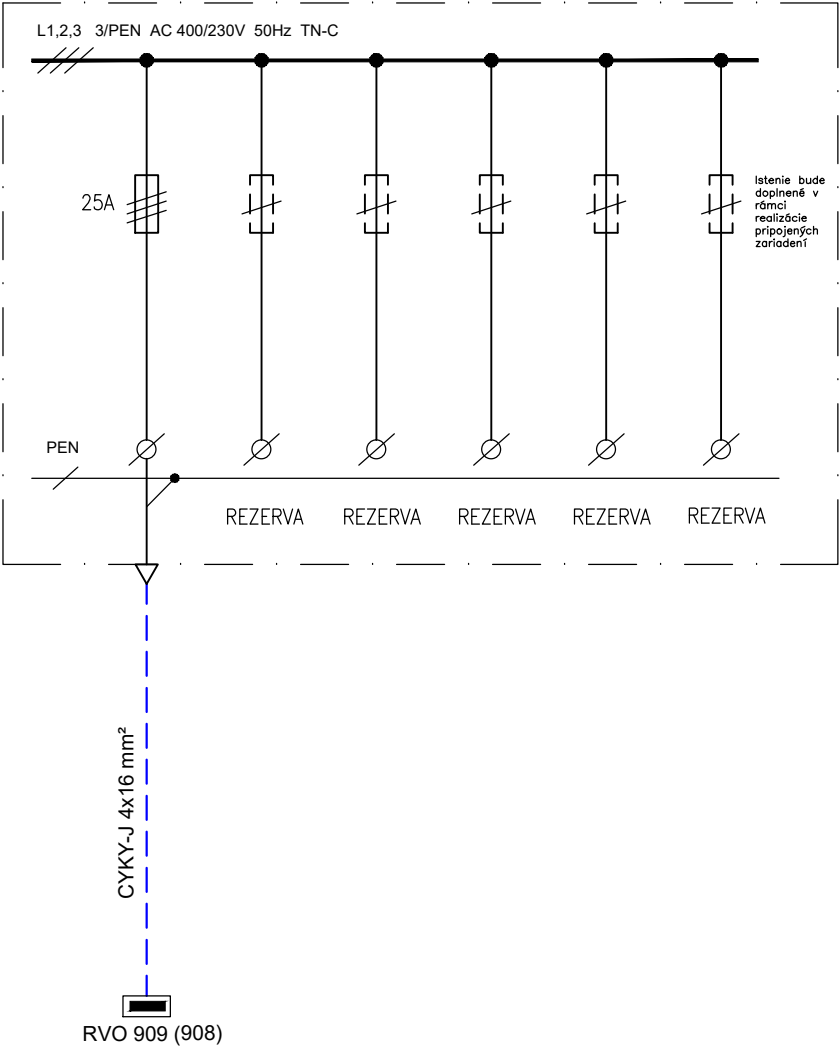 L1,2,3 3/PEN AC 400/230V 50Hz TN-C
25A
Istenie bude
doplnené v
rámci
realizácie
pripojených
zariadení
PEN
REZERVA REZERVA REZERVA REZERVA REZERVA
CYKY-J 4x16 mm²
RVO 909 (908)